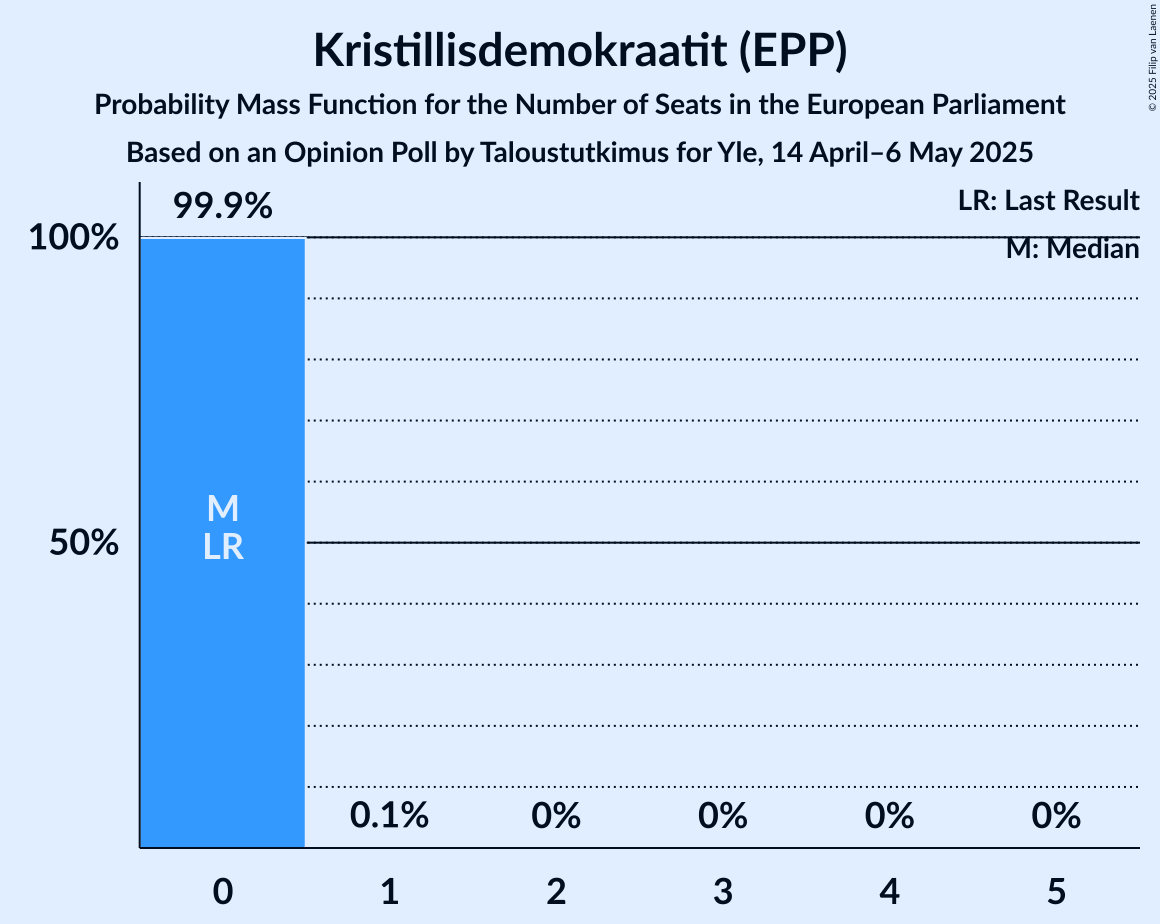 Kristillisdemokraatit (EPP)
Probability Mass Function for the Number of Seats in the European Parliament
Based on an Opinion Poll by Taloustutkimus for Yle, 14 April–6 May 2025
© 2025 Filip van Laenen
LR: Last Result
M: Median
99.9%
100%
50%
M
LR
0.1%
0%
0%
0%
0%
0 1 2 3 4 5